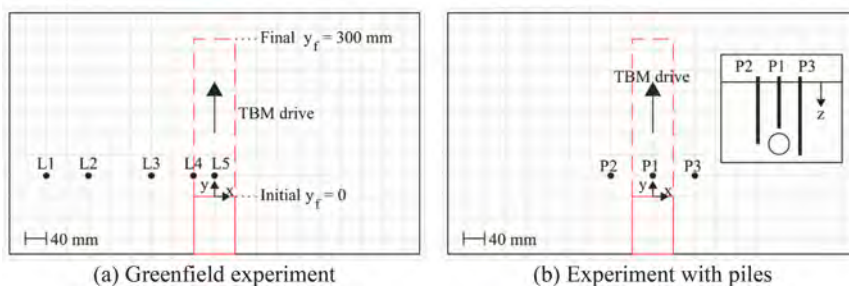 Final y_f = 300 mm
TBM drive
L1 L2 L3 L4 L5
y x
Initial y_f = 0
40 mm
(a) Greenfield experiment
TBM drive
P2 P1 P3
z
P2 P1 P3
y x
40 mm
(b) Experiment with piles